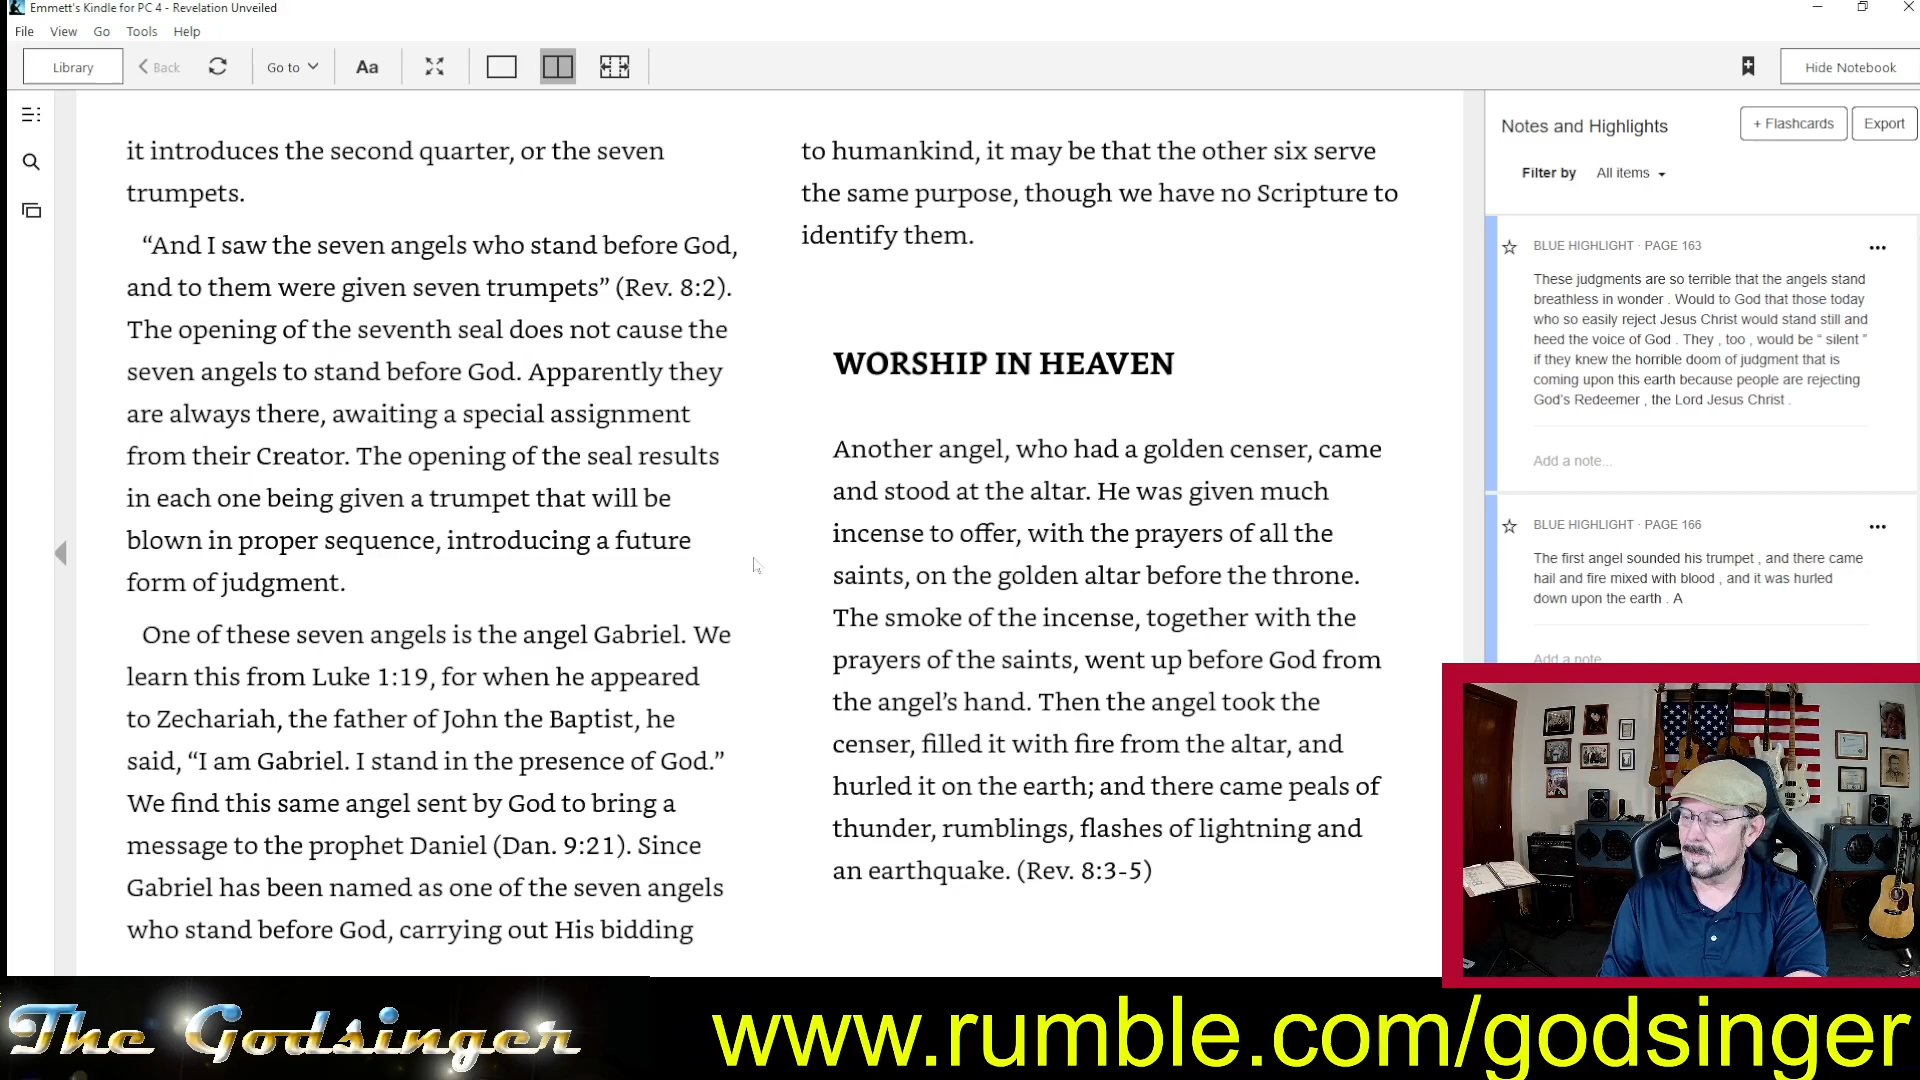 Emmett's Kindle for PC 4 - Revelation Unveiled
File View Go Tools Help
Library Back Go to Aa Hide Notebook
it introduces the second quarter, or the seven
trumpets.
“And I saw the seven angels who stand before God,
and to them were given seven trumpets” (Rev. 8:2).
The opening of the seventh seal does not cause the
seven angels to stand before God. Apparently they
are always there, awaiting a special assignment
from their Creator. The opening of the seal results
in each one being given a trumpet that will be
blown in proper sequence, introducing a future
form of judgment.
One of these seven angels is the angel Gabriel. We
learn this from Luke 1:19, for when he appeared
to Zechariah, the father of John the Baptist, he
said, “I am Gabriel. I stand in the presence of God.”
We find this same angel sent by God to bring a
message to the prophet Daniel (Dan. 9:21). Since
Gabriel has been named as one of the seven angels
who stand before God, carrying out His bidding
to humankind, it may be that the other six serve
the same purpose, though we have no Scripture to
identify them.
WORSHIP IN HEAVEN
Another angel, who had a golden censer, came
and stood at the altar. He was given much
incense to offer, with the prayers of all the
saints, on the golden altar before the throne.
The smoke of the incense, together with the
prayers of the saints, went up before God from
the angel’s hand. Then the angel took the
censer, filled it with fire from the altar, and
hurled it on the earth; and there came peals of
thunder, rumblings, flashes of lightning and
an earthquake. (Rev. 8:3-5)
Notes and Highlights + Flashcards Export
Filter by All items
BLUE HIGHLIGHT · PAGE 163
These judgments are so terrible that the angels stand
breathless in wonder . Would to God that those today
who so easily reject Jesus Christ would stand still and
heed the voice of God . They , too , would be “ silent ”
if they knew the horrible doom of judgment that is
coming upon this earth because people are rejecting
God’s Redeemer , the Lord Jesus Christ .
Add a note...
BLUE HIGHLIGHT · PAGE 166
The first angel sounded his trumpet , and there came
hail and fire mixed with blood , and it was hurled
down upon the earth . A
Add a note
The Godsinger
www.rumble.com/godsinger